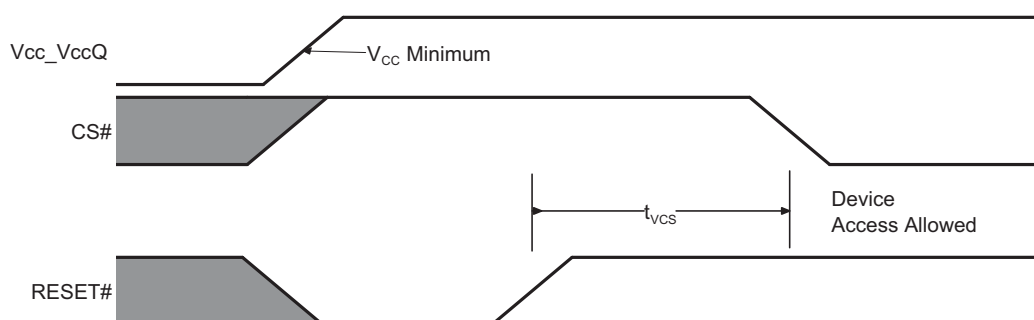 Vcc_VccQ
VCC Minimum
CS#
tVCS
Device
Access Allowed
RESET#